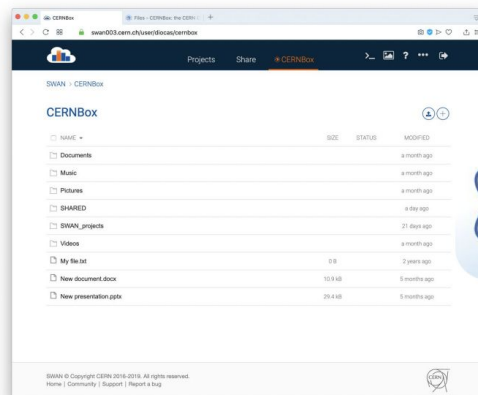 CERNBox
Files - CERNBox: the CERN
swan003.cern.ch/user/diocas/cernbox
Projects Share CERNBox >_ ? •••
SWAN > CERNBox
CERNBox
NAME SIZE STATUS MODIFIED
Documents a month ago
Music a month ago
Pictures a month ago
SHARED a day ago
SWAN_projects 21 days ago
Videos a month ago
My file.txt 0 B 2 years ago
New document.docx 10.9 kB 5 months ago
New presentation.pptx 29.4 kB 5 months ago
SWAN © Copyright CERN 2016-2019. All rights reserved.
Home | Community | Support | Report a bug
CERN